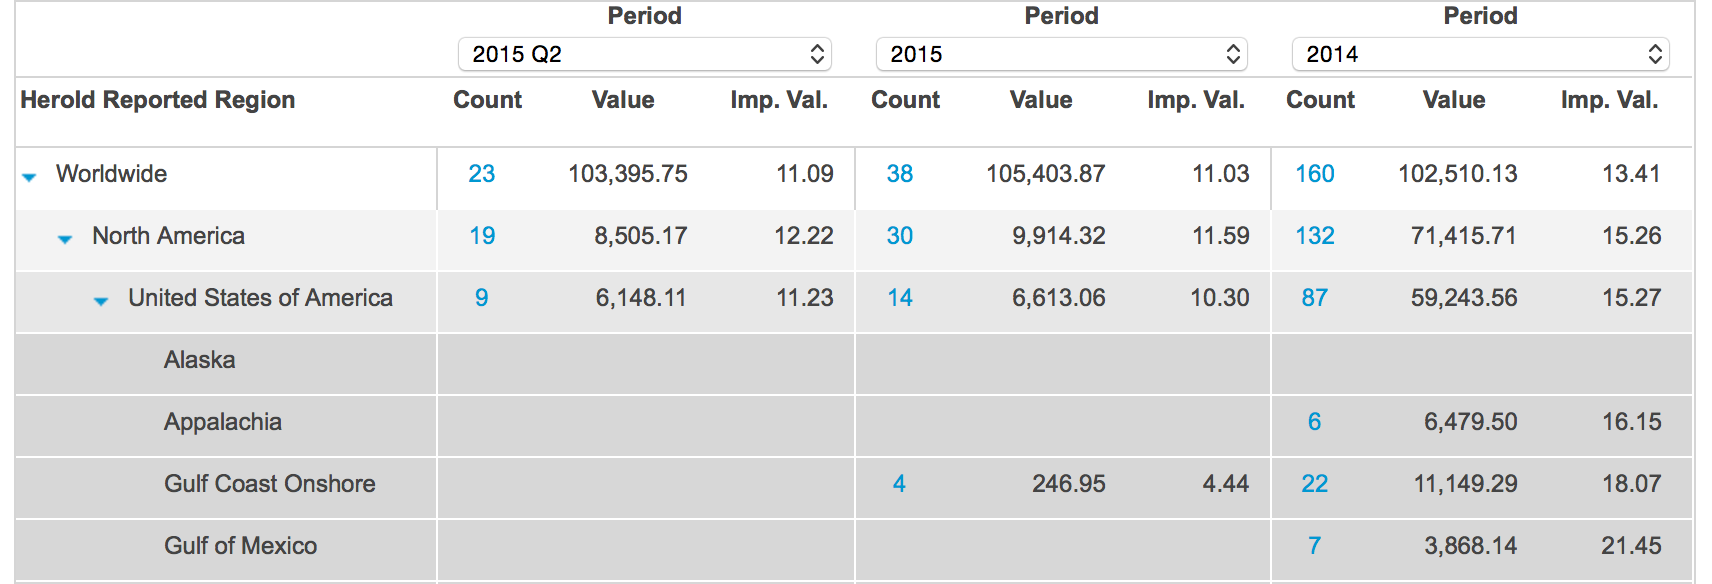 Period Period Period
2015 Q2 2015 2014
Herold Reported Region Count Value Imp. Val. Count Value Imp. Val. Count Value Imp. Val.
Worldwide 23 103,395.75 11.09 38 105,403.87 11.03 160 102,510.13 13.41
North America 19 8,505.17 12.22 30 9,914.32 11.59 132 71,415.71 15.26
United States of America 9 6,148.11 11.23 14 6,613.06 10.30 87 59,243.56 15.27
Alaska
Appalachia 6 6,479.50 16.15
Gulf Coast Onshore 4 246.95 4.44 22 11,149.29 18.07
Gulf of Mexico 7 3,868.14 21.45